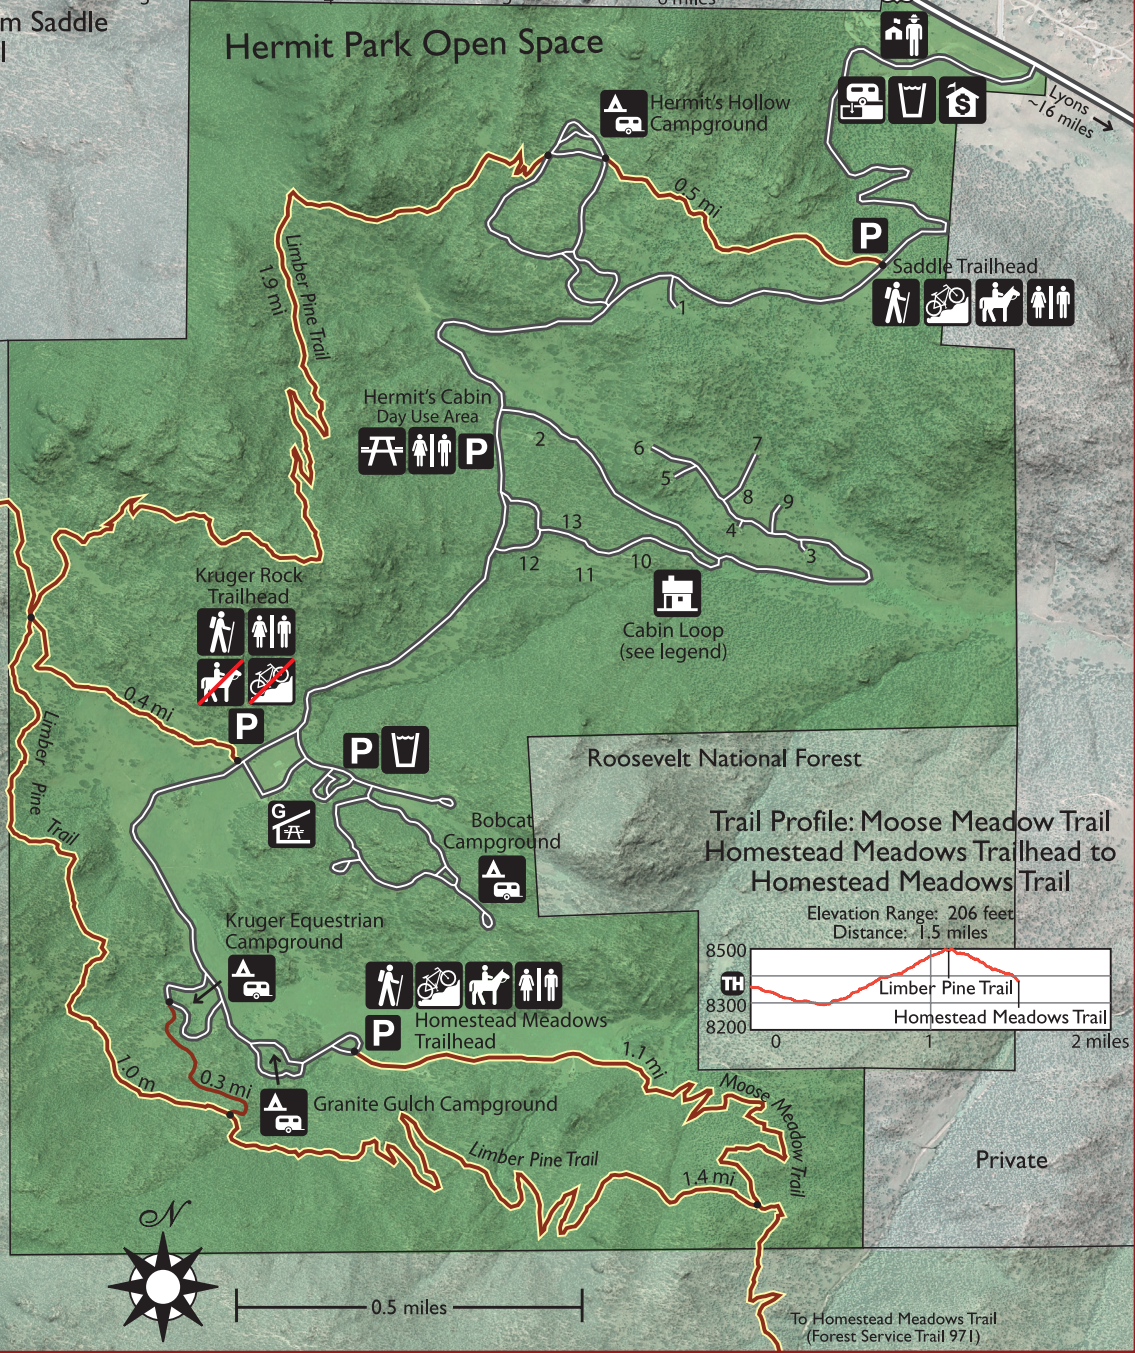 m Saddle
l
6 miles
Hermit Park Open Space
Lyons
~16 miles
$
Hermit's Hollow
Campground
0.5 mi
P
Saddle Trailhead
Limber Pine Trail
1.9 mi
1
Hermit's Cabin
Day Use Area
P
2
6
7
5
8
9
4
3
13
12
11
10
Cabin Loop
(see legend)
Kruger Rock
Trailhead
P
0.4 mi
Limber Pine Trail
P
G
Bobcat
Campground
Roosevelt National Forest
Trail Profile: Moose Meadow Trail
Homestead Meadows Trailhead to
Homestead Meadows Trail
Elevation Range: 206 feet
Distance: 1.5 miles
8500
TH
8300
8200
Limber Pine Trail
Homestead Meadows Trail
0
1
2 miles
Kruger Equestrian
Campground
P
Homestead Meadows
Trailhead
1.1 mi
Moose Meadow Trail
1.0 m
0.3 mi
Granite Gulch Campground
Limber Pine Trail
1.4 mi
Private
N
0.5 miles
To Homestead Meadows Trail
(Forest Service Trail 971)